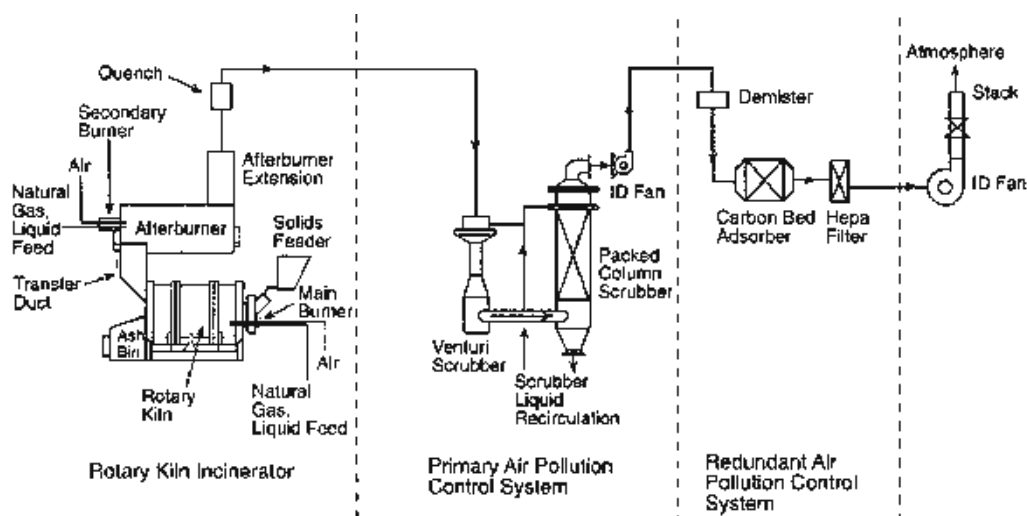 Quench
Secondary
Burner
Air
Natural
Gas,
Liquid
Feed
Afterburner
Extension
Afterburner
Solids
Feeder
Transfer
Duct
Main
Burner
Ash
Bin
Air
Rotary
Kiln
Natural
Gas,
Liquid Feed
Rotary Kiln Incinerator
ID Fan
Packed
Column
Scrubber
Venturi
Scrubber
Scrubber
Liquid
Recirculation
Primary Air Pollution
Control System
Demister
Carbon Bed
Adsorber
Hepa
Filter
Redundant Air
Pollution Control
System
Atmosphere
Stack
ID Fan